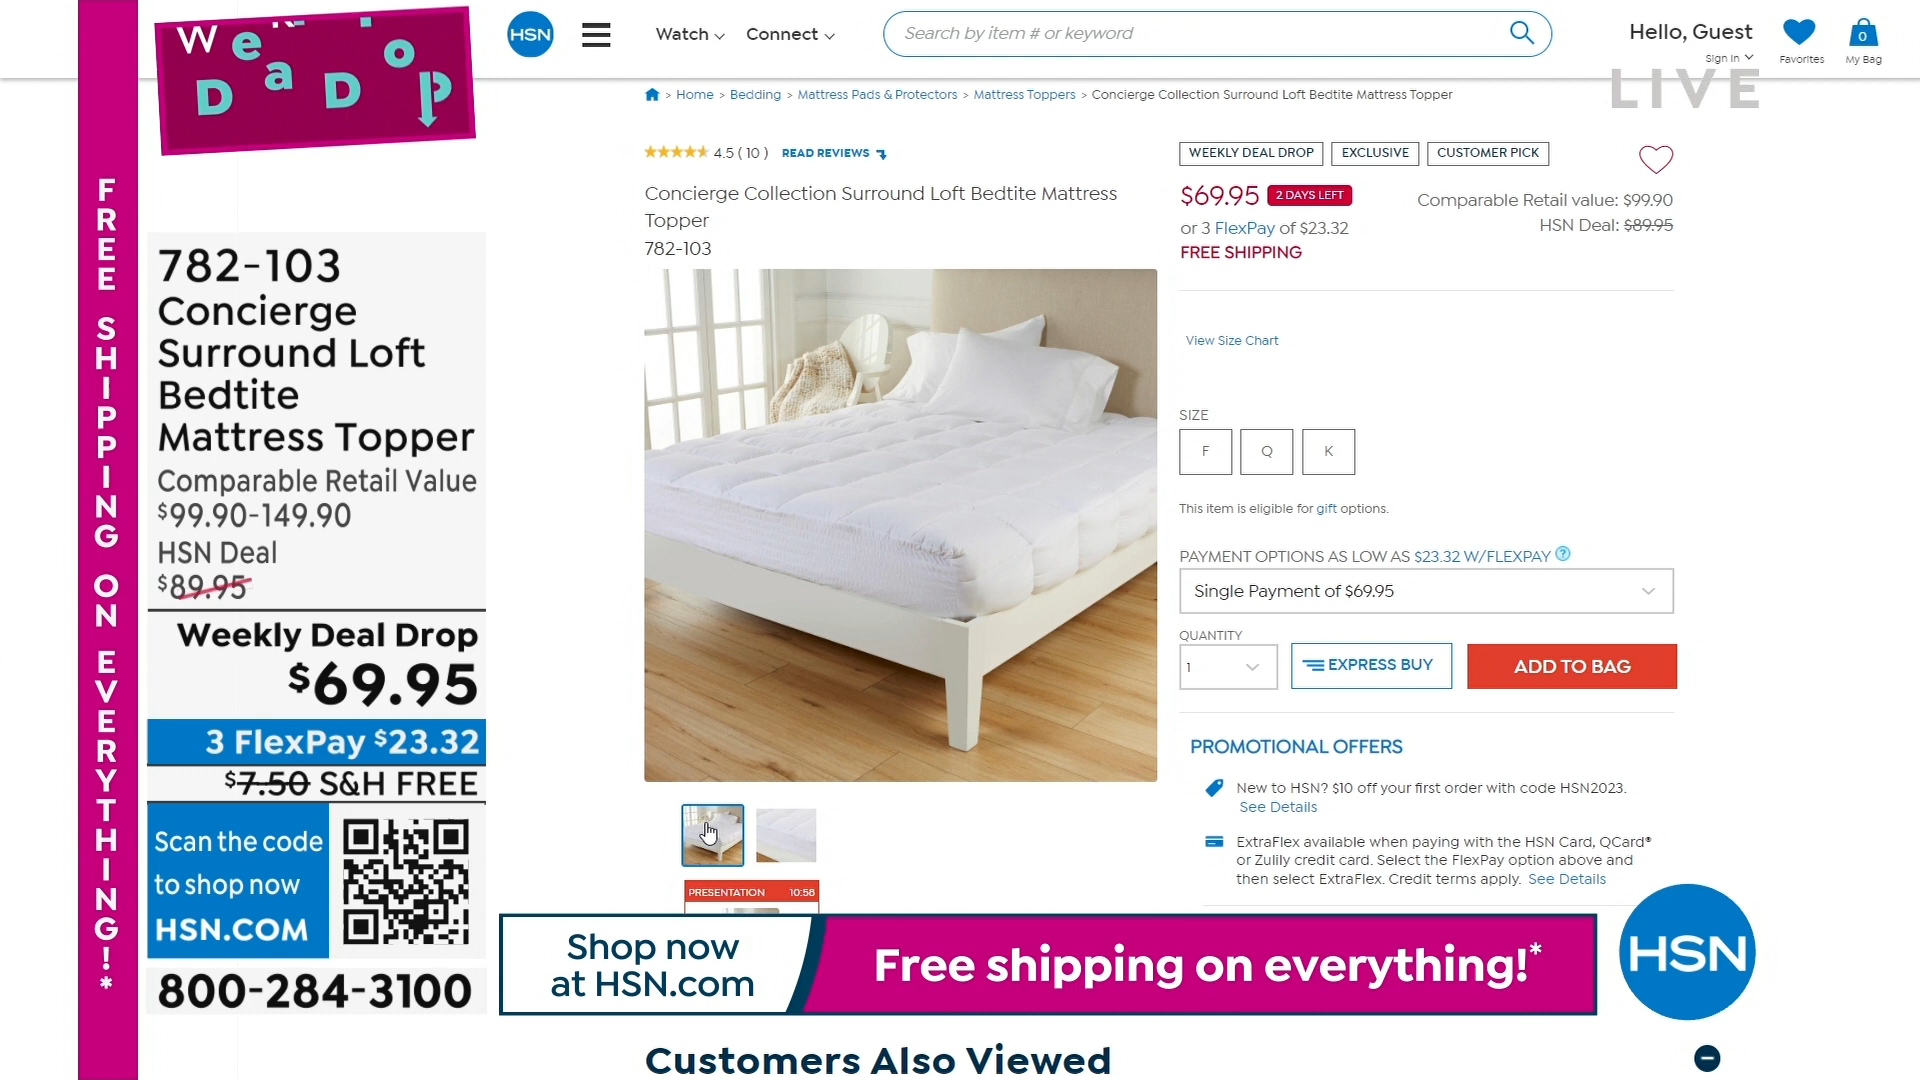 HSN
Watch
Connect
Search by item # or keyword
Hello, Guest
Sign In
Favorites
0
My Bag
LIVE
FREE SHIPPING ON EVERYTHING!*
782-103
Concierge
Surround Loft
Bedtite
Mattress Topper
Comparable Retail Value
$99.90-149.90
HSN Deal
$89.95
Weekly Deal Drop
$69.95
3 FlexPay $23.32
$7.50 S&H FREE
Scan the code
to shop now
HSN.COM
800-284-3100
> Home > Bedding > Mattress Pads & Protectors > Mattress Toppers > Concierge Collection Surround Loft Bedtite Mattress Topper
4.5 ( 10 ) READ REVIEWS
Concierge Collection Surround Loft Bedtite Mattress
Topper
782-103
PRESENTATION 10:58
WEEKLY DEAL DROP EXCLUSIVE CUSTOMER PICK
$69.95 2 DAYS LEFT
Comparable Retail value: $99.90
or 3 FlexPay of $23.32
HSN Deal: $89.95
FREE SHIPPING
View Size Chart
SIZE
F Q K
This item is eligible for gift options.
PAYMENT OPTIONS AS LOW AS $23.32 W/FLEXPAY ?
Single Payment of $69.95
QUANTITY
1
EXPRESS BUY
ADD TO BAG
PROMOTIONAL OFFERS
New to HSN? $10 off your first order with code HSN2023.
See Details
ExtraFlex available when paying with the HSN Card, QCard®
or Zulily credit card. Select the FlexPay option above and
then select ExtraFlex. Credit terms apply. See Details
Shop now
at HSN.com
Free shipping on everything!*
HSN
Customers Also Viewed